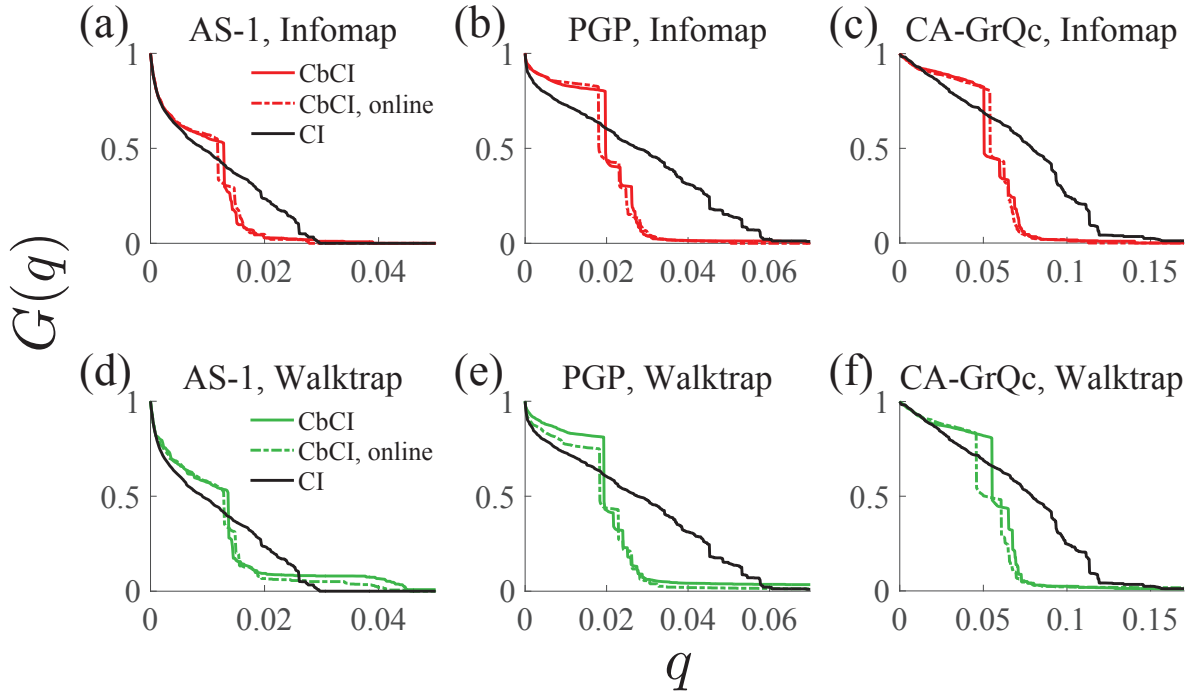 (a) AS-1, Infomap
(b) PGP, Infomap
(c) CA-GrQc, Infomap
1
0.5
0
CbCI
CbCI, online
CI
0 0.02 0.04
1
0.5
0
0 0.02 0.04 0.06
1
0.5
0
0 0.05 0.1 0.15
G(q)
(d) AS-1, Walktrap
(e) PGP, Walktrap
(f) CA-GrQc, Walktrap
1
0.5
0
CbCI
CbCI, online
CI
0 0.02 0.04
1
0.5
0
0 0.02 0.04 0.06
1
0.5
0
0 0.05 0.1 0.15
q